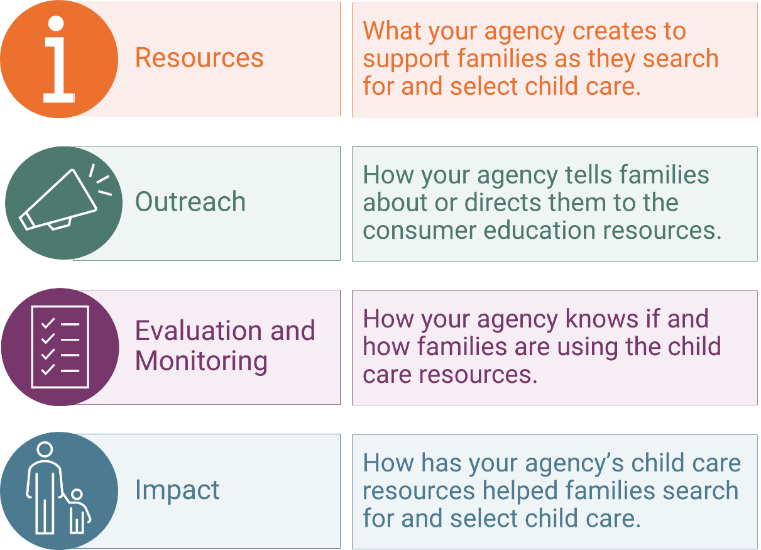 Resources
What your agency creates to
support families as they search
for and select child care.
Outreach
How your agency tells families
about or directs them to the
consumer education resources.
Evaluation and
Monitoring
How your agency knows if and
how families are using the child
care resources.
Impact
How has your agency’s child care
resources helped families search
for and select child care.